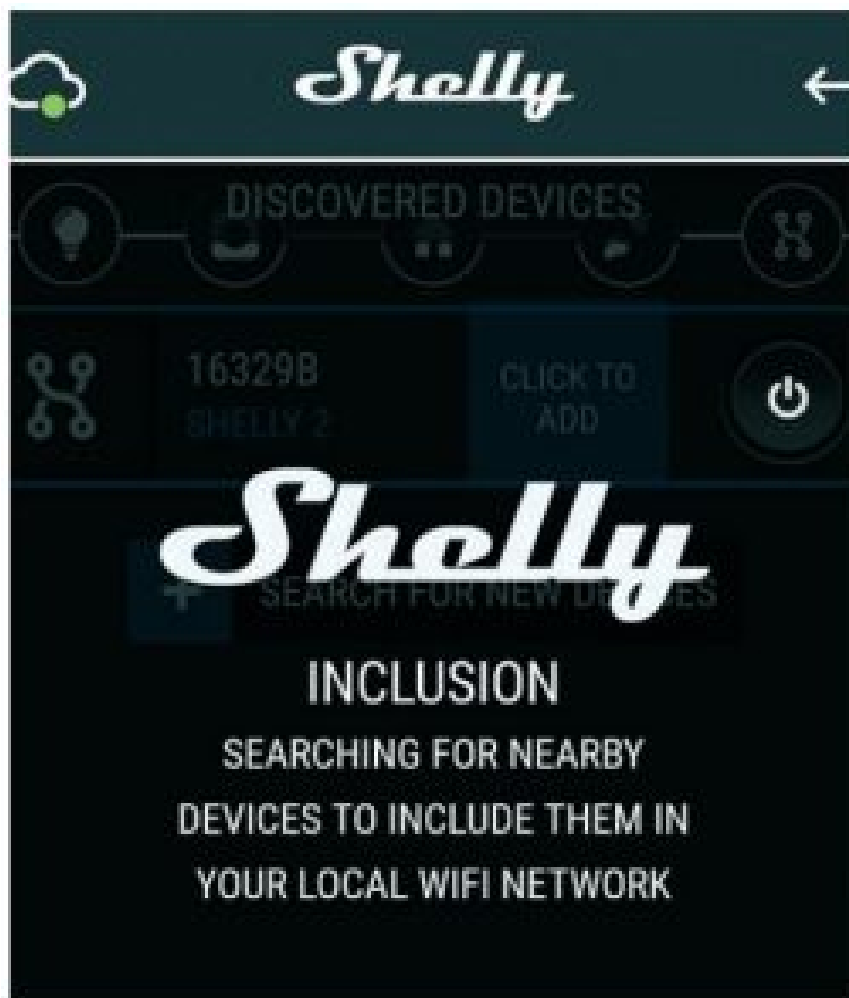 Shelly
DISCOVERED DEVICES
16329B
SHELLY 2
CLICK TO
ADD
Shelly
SEARCH FOR NEW DEVICES
INCLUSION
SEARCHING FOR NEARBY
DEVICES TO INCLUDE THEM IN
YOUR LOCAL WIFI NETWORK